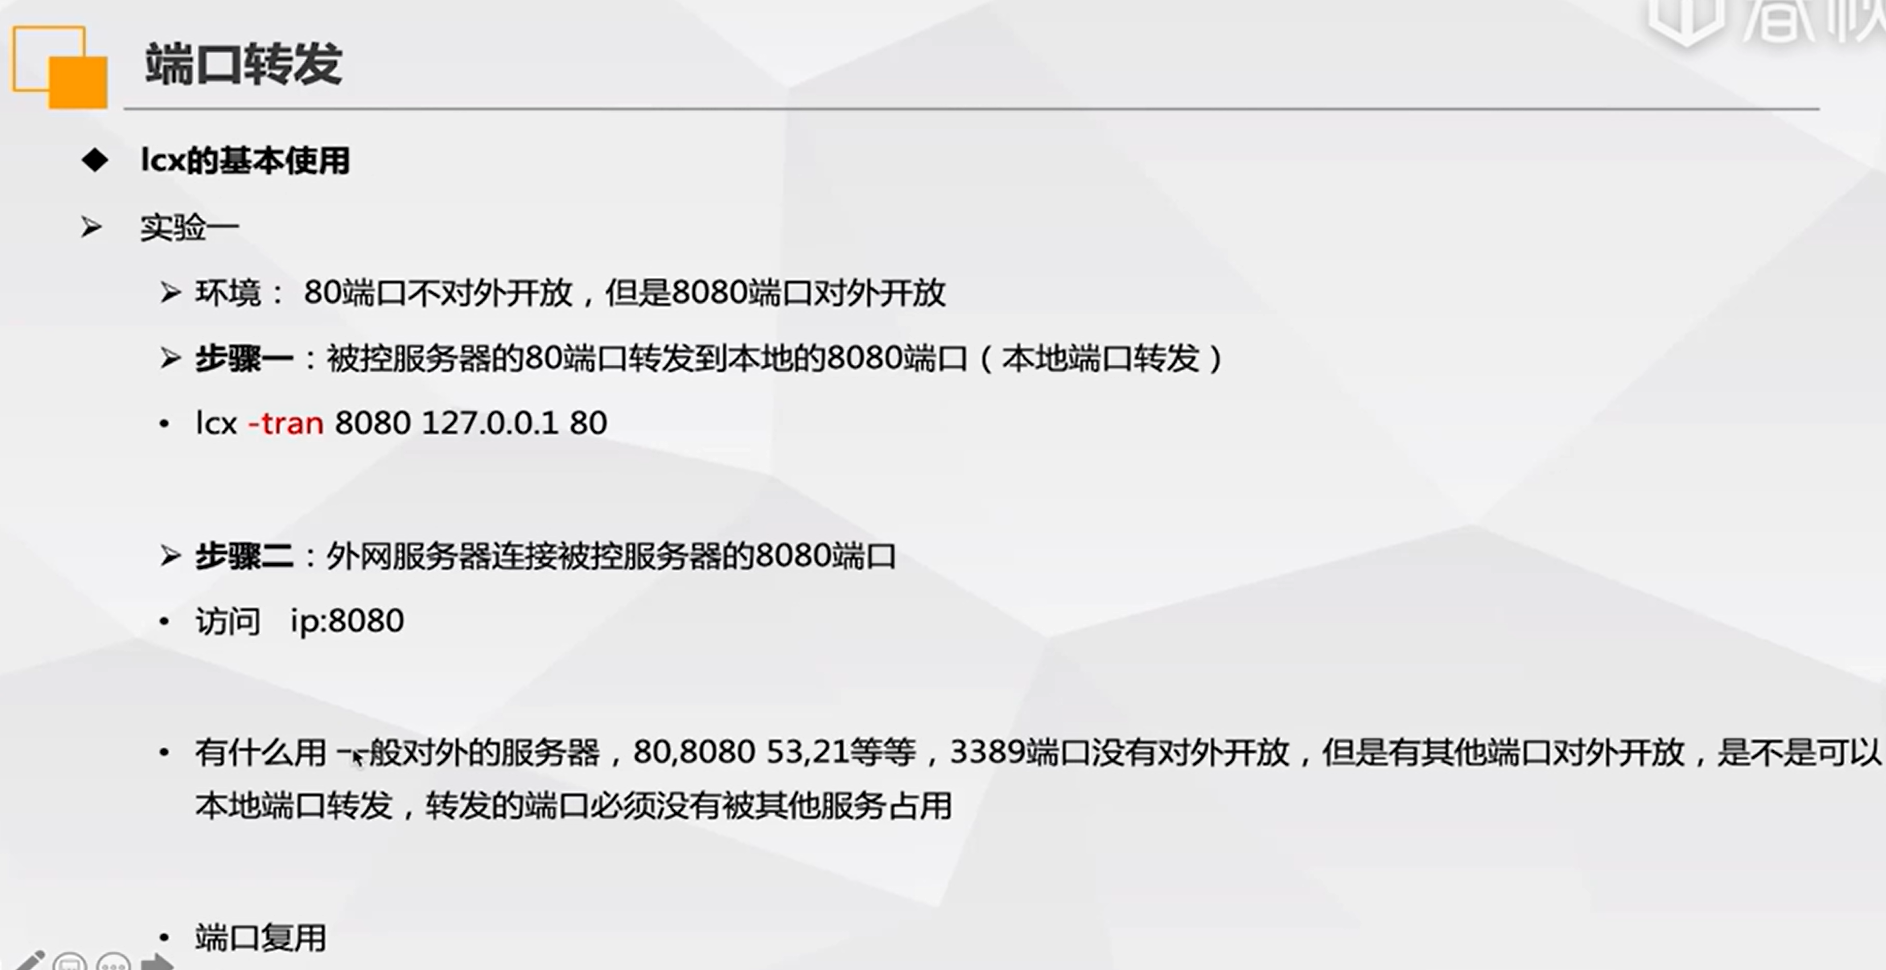 春秋
端口转发
lcx的基本使用
实验一
环境： 80端口不对外开放，但是8080端口对外开放
步骤一：被控服务器的80端口转发到本地的8080端口（本地端口转发）
lcx -tran 8080 127.0.0.1 80
步骤二：外网服务器连接被控服务器的8080端口
访问 ip:8080
有什么用 一般对外的服务器，80,8080 53,21等等，3389端口没有对外开放，但是有其他端口对外开放，是不是可以
本地端口转发，转发的端口必须没有被其他服务占用
端口复用